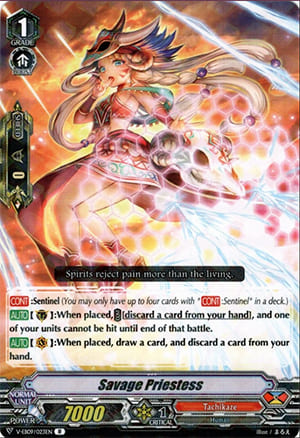 1
GRADE
0
Spirits reject pain more than the living.
CONT :Sentinel (You may only have up to four cards with "CONT :Sentinel" in a deck.)
AUTO [ ]:When placed, [discard a card from your hand], and one
of your units cannot be hit until end of that battle.
AUTO [ ]:When placed, draw a card, and discard a card from your
hand.
Savage Priestess
NORMAL
UNIT
POWER
7000
1
CRITICAL
Tachikaze
Human
V-EB09/023EN R
Illust /